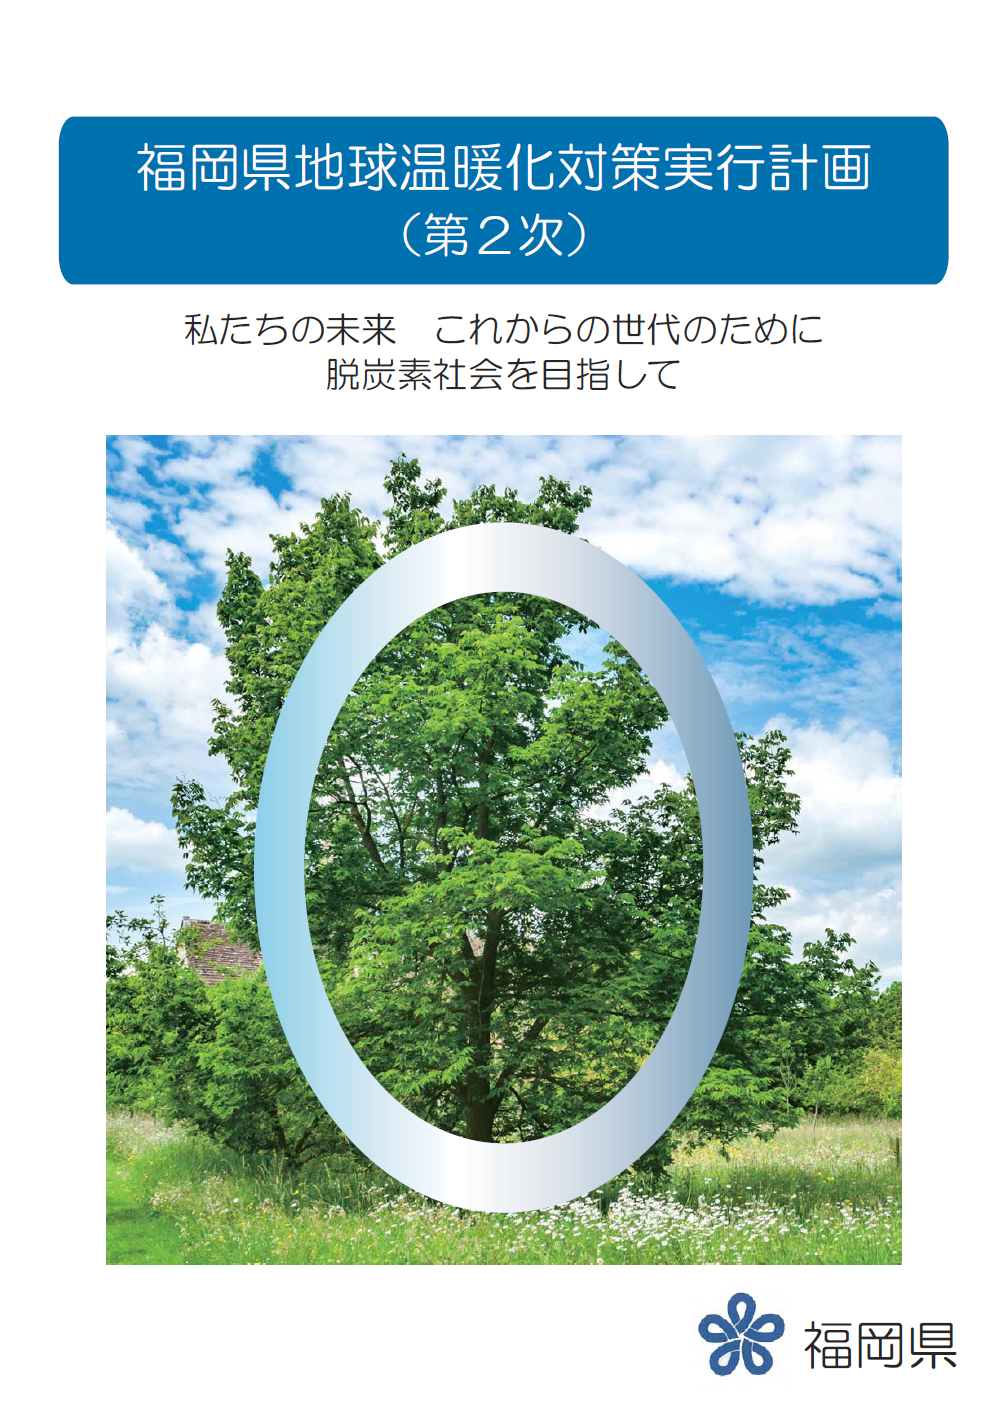 福岡県地球温暖化対策実行計画
（第２次）
私たちの未来　これからの世代のために
脱炭素社会を目指して
福岡県